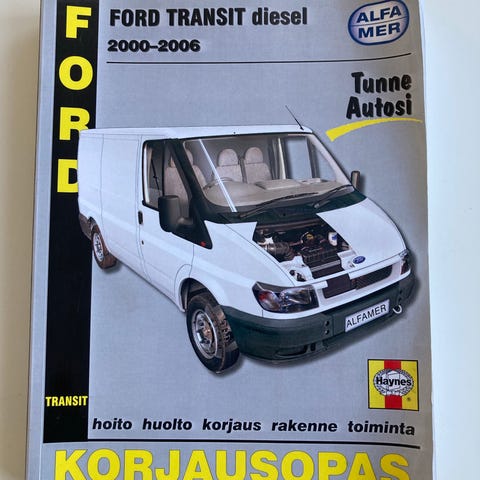 FORD
FORD TRANSIT diesel
2000–2006
ALFA
MER
Tunne
Autosi
ALFAMER
Haynes
®
TRANSIT
hoito huolto korjaus rakenne toiminta
KORJAUSOPAS